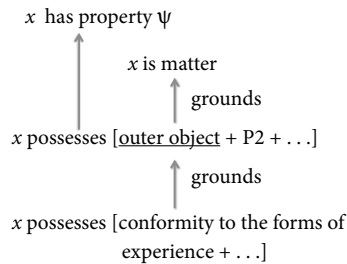 x has property ψ
x is matter
grounds
x possesses [outer object + P2 + . . .]
grounds
x possesses [conformity to the forms of
experience + . . .]